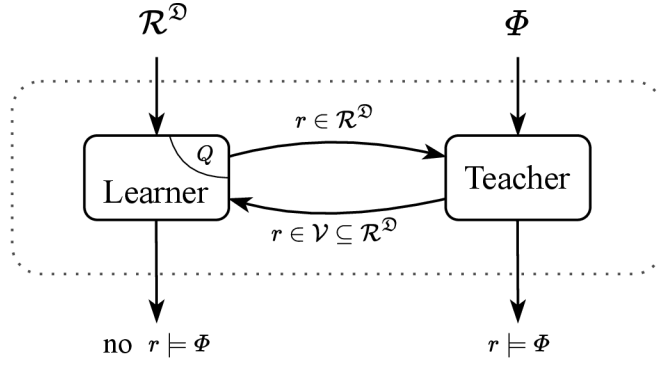 𝓡^𝔇 Φ
r ∈ 𝓡^𝔇
Q
Learner Teacher
r ∈ 𝓥 ⊆ 𝓡^𝔇
no r ⊨ Φ r ⊨ Φ